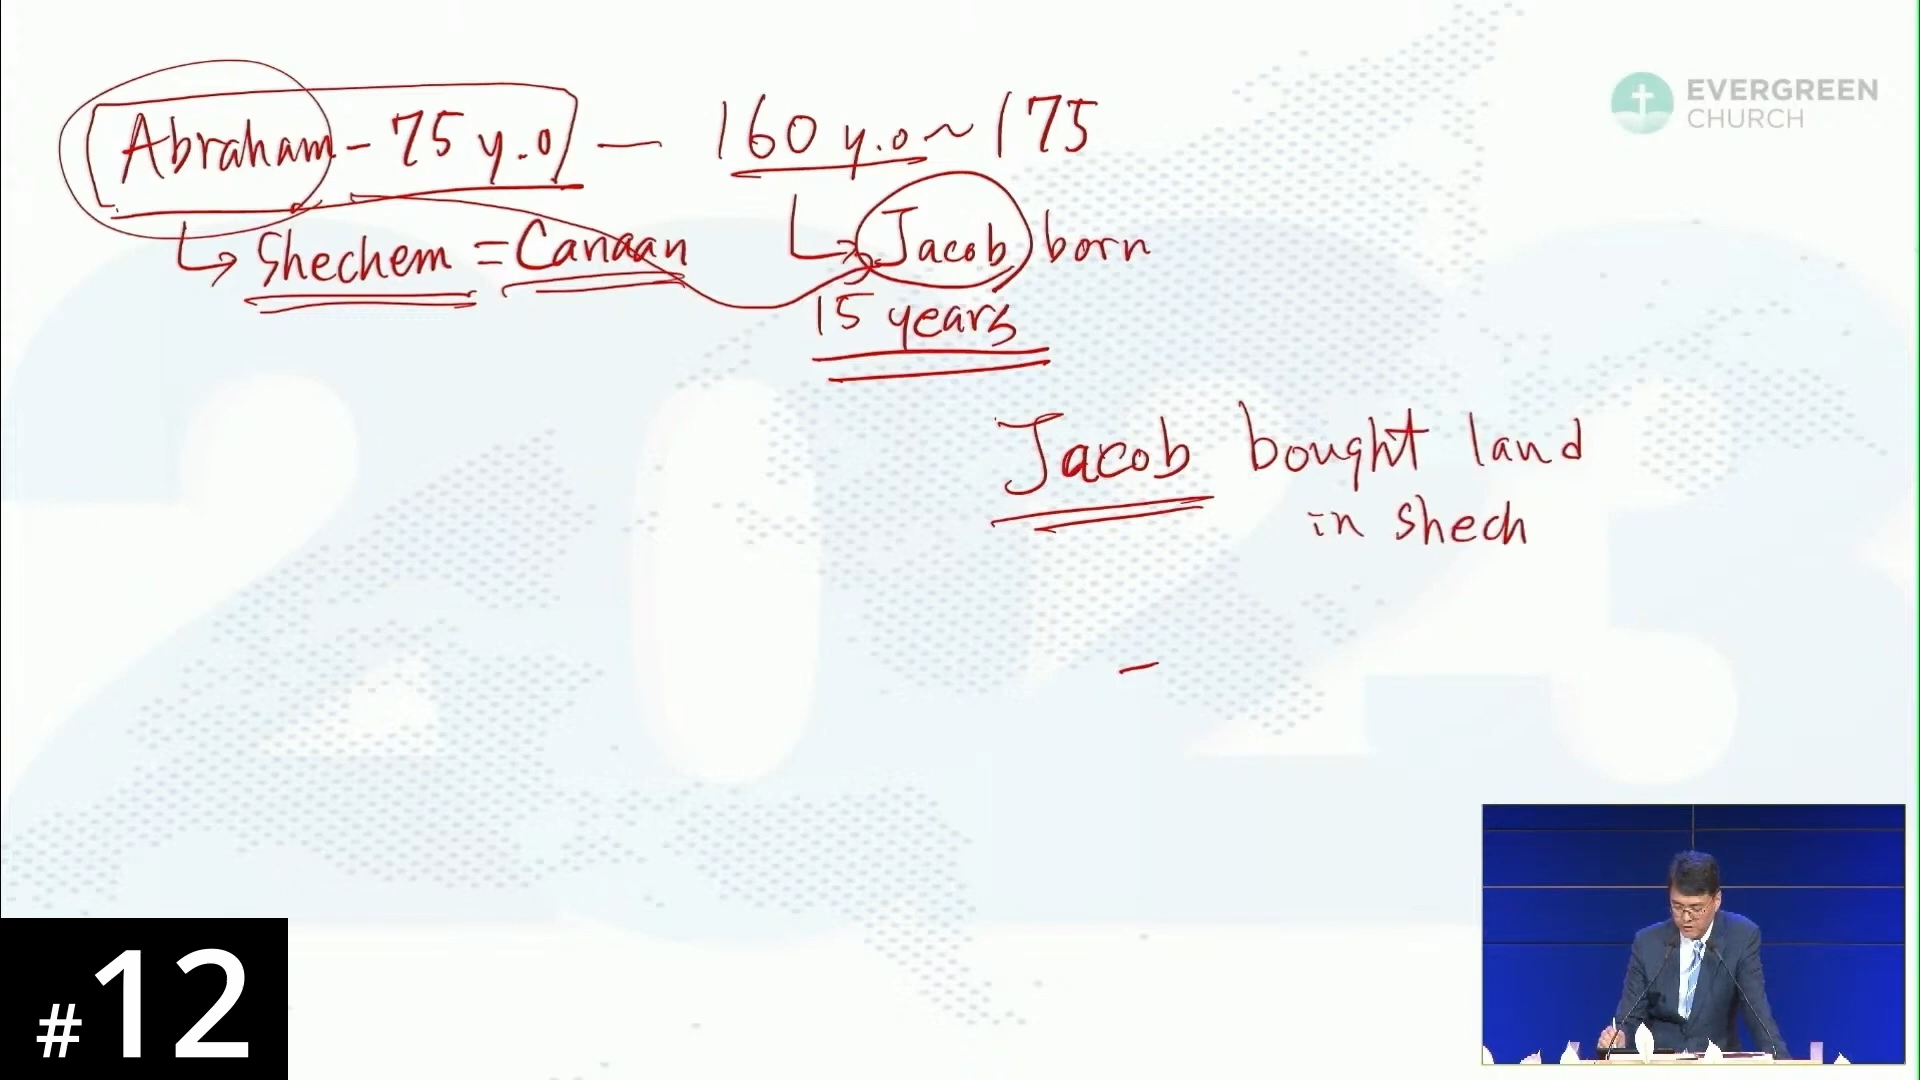 EVERGREEN
CHURCH
Abraham - 75 y.o — 160 y.o ~ 175
↳ Shechem = Canaan ↳ Jacob born
15 years
Jacob bought land
in Shech
#12